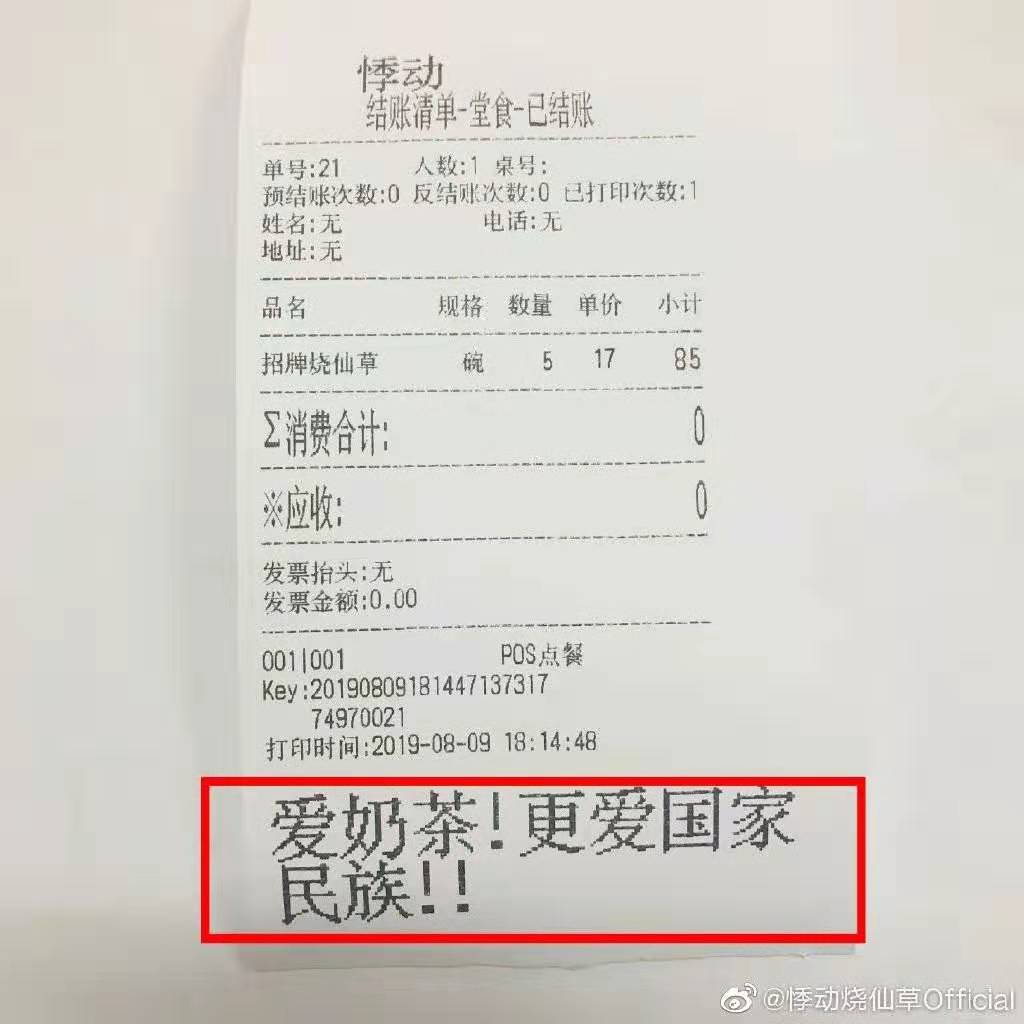 悸动
结账清单-堂食-已结账
单号:21 人数:1 桌号:
预结账次数:0 反结账次数:0 已打印次数:1
姓名:无 电话:无
地址:无
品名 规格 数量 单价 小计
招牌烧仙草 碗 5 17 85
Σ消费合计: 0
※应收: 0
发票抬头:无
发票金额:0.00
001|001 POS点餐
Key:20190809181447137317
74970021
打印时间:2019-08-09 18:14:48
爱奶茶!更爱国家
民族!!
@悸动烧仙草Official